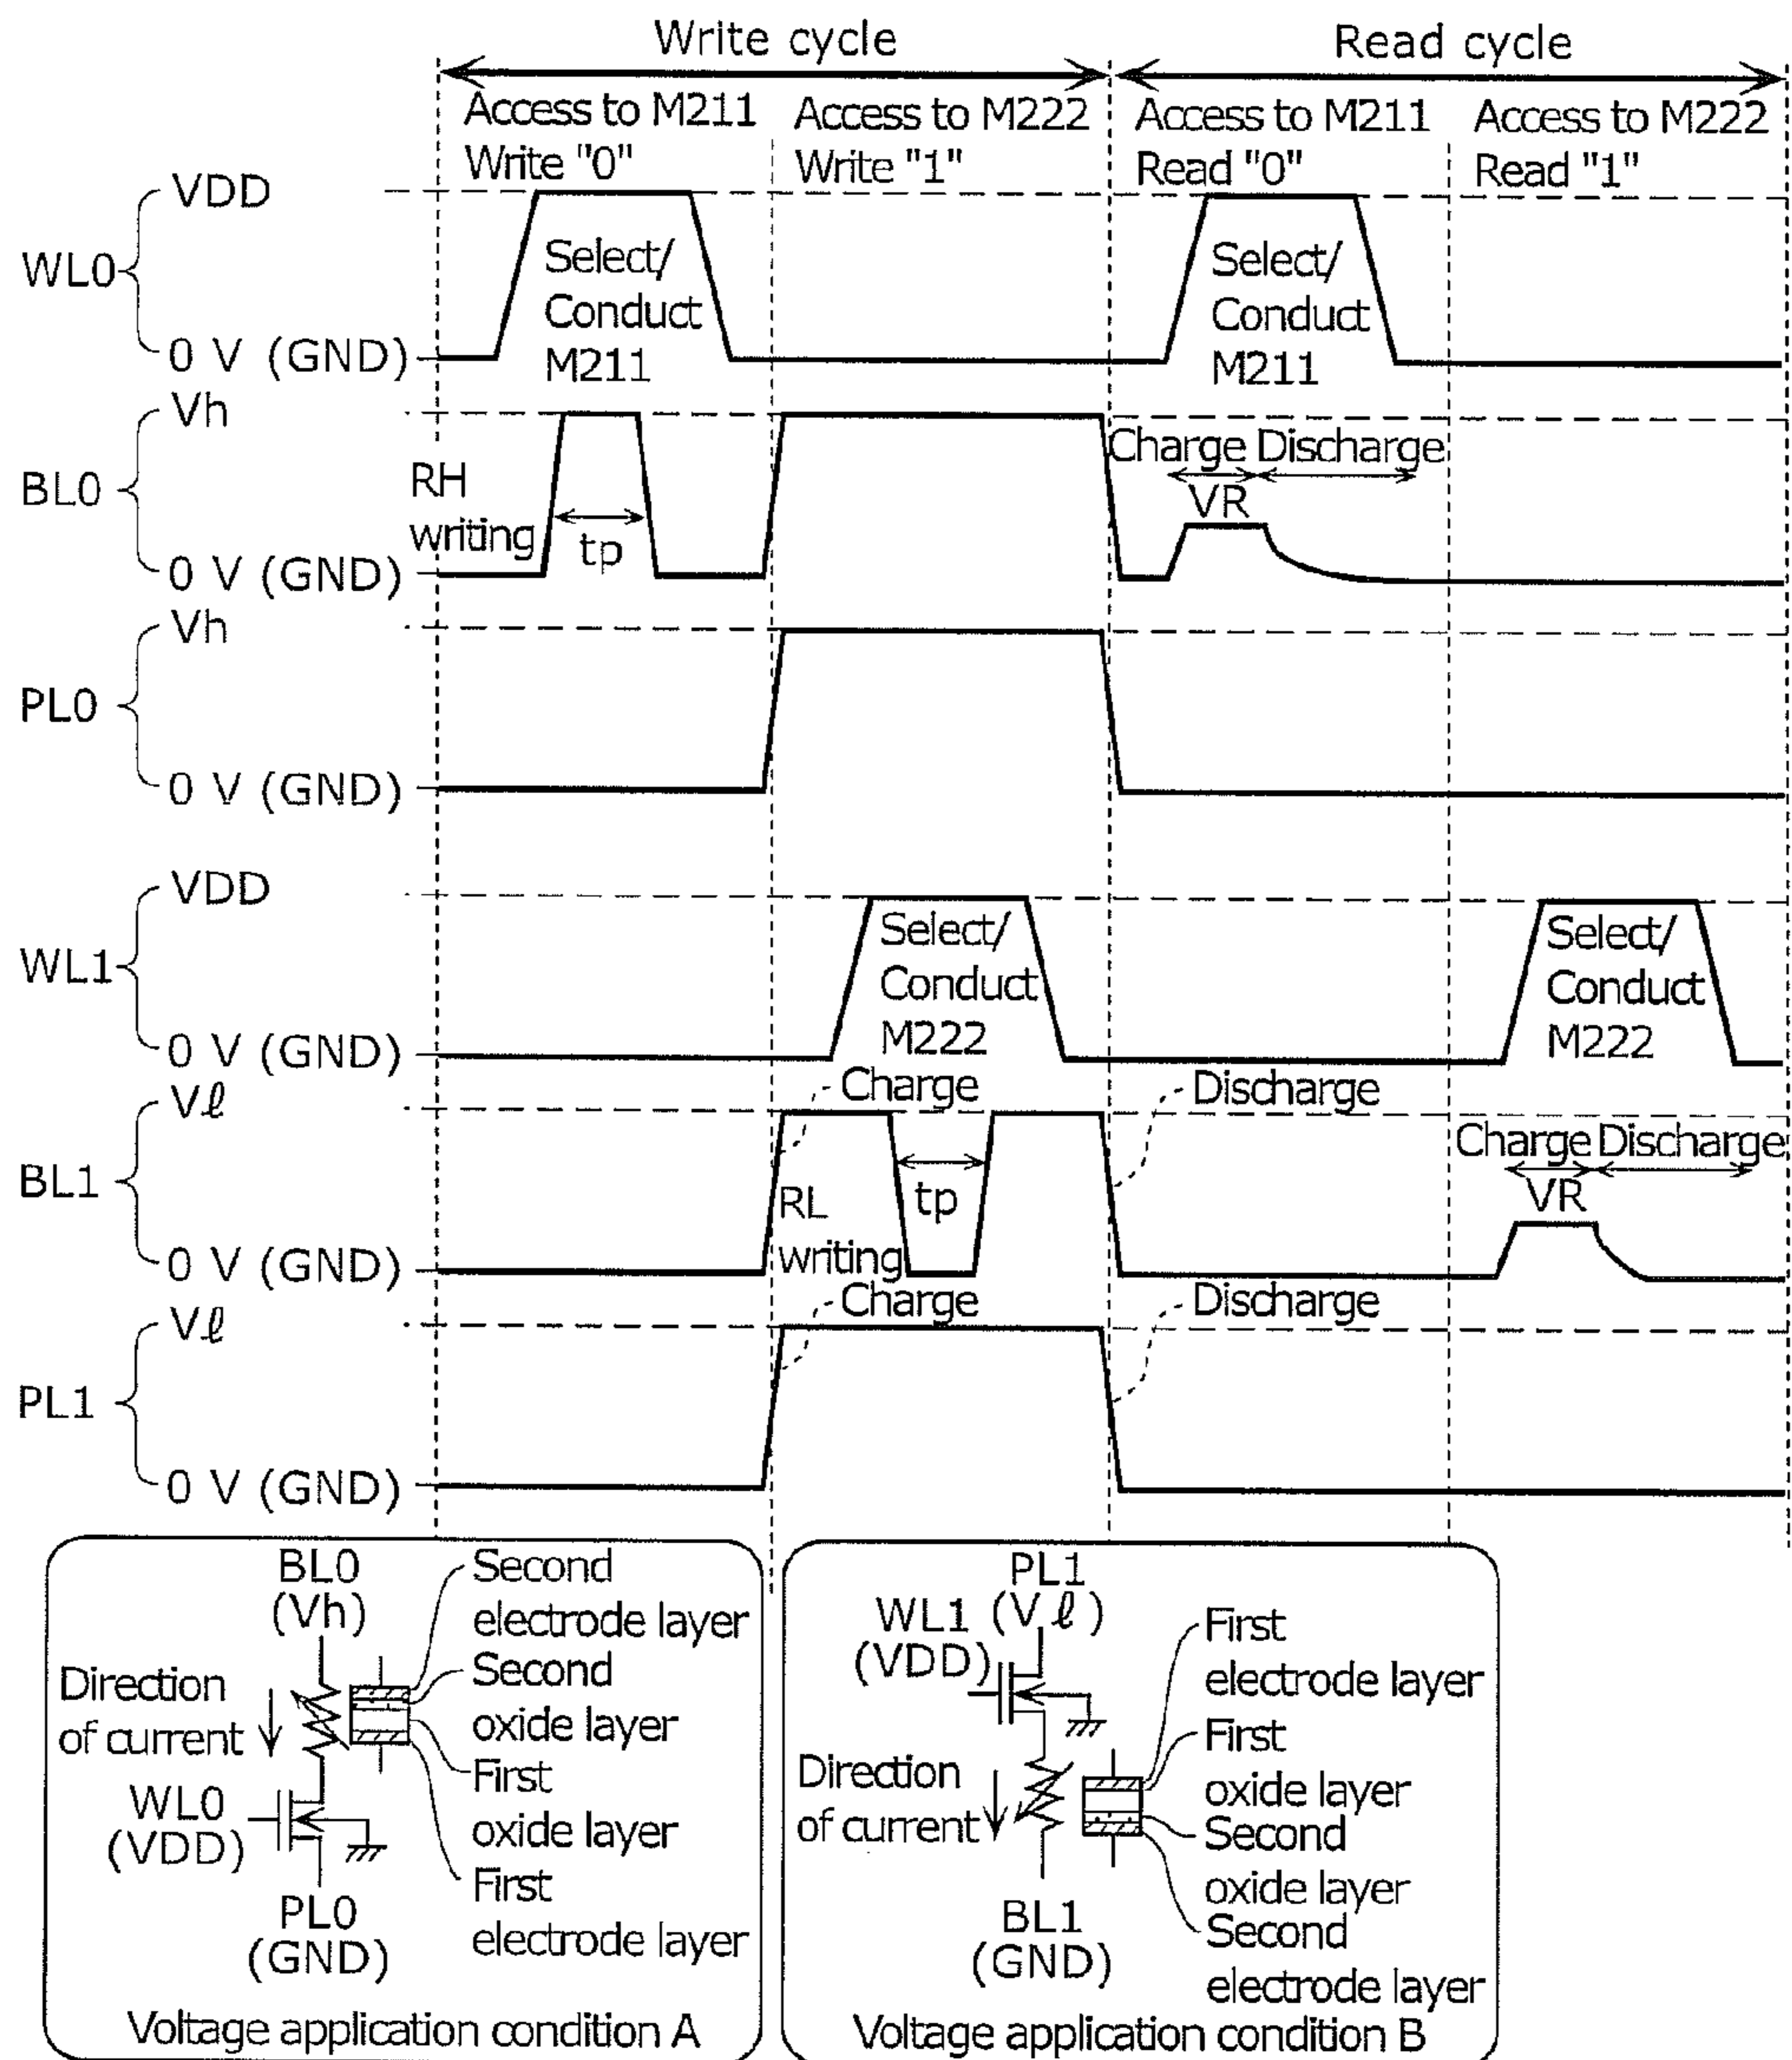 Write cycle
Read cycle
Access to M211
Write "0"
Access to M222
Write "1"
Access to M211
Read "0"
Access to M222
Read "1"
WL0
VDD
0 V (GND)
Select/
Conduct
M211
Select/
Conduct
M211
BL0
Vh
0 V (GND)
RH
writing
tp
Charge
Discharge
VR
PL0
Vh
0 V (GND)
WL1
VDD
0 V (GND)
Select/
Conduct
M222
Select/
Conduct
M222
BL1
Vℓ
0 V (GND)
Charge
Discharge
RL
writing
tp
Charge
Discharge
VR
PL1
Vℓ
0 V (GND)
Charge
Discharge
BL0
(Vh)
Direction
of current
WL0
(VDD)
PL0
(GND)
Second
electrode layer
Second
oxide layer
First
oxide layer
First
electrode layer
Voltage application condition A
PL1
(Vℓ)
WL1
(VDD)
Direction
of current
BL1
(GND)
First
electrode layer
First
oxide layer
Second
oxide layer
Second
electrode layer
Voltage application condition B